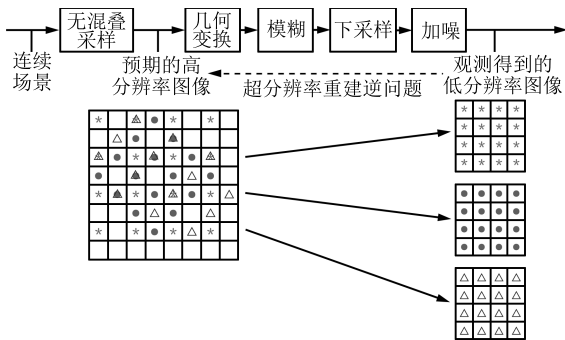 无混叠
采样
几何
变换
模糊
下采样
加噪
连续
场景
预期的高
分辨率图像
超分辨率重建逆问题
观测得到的
低分辨率图像